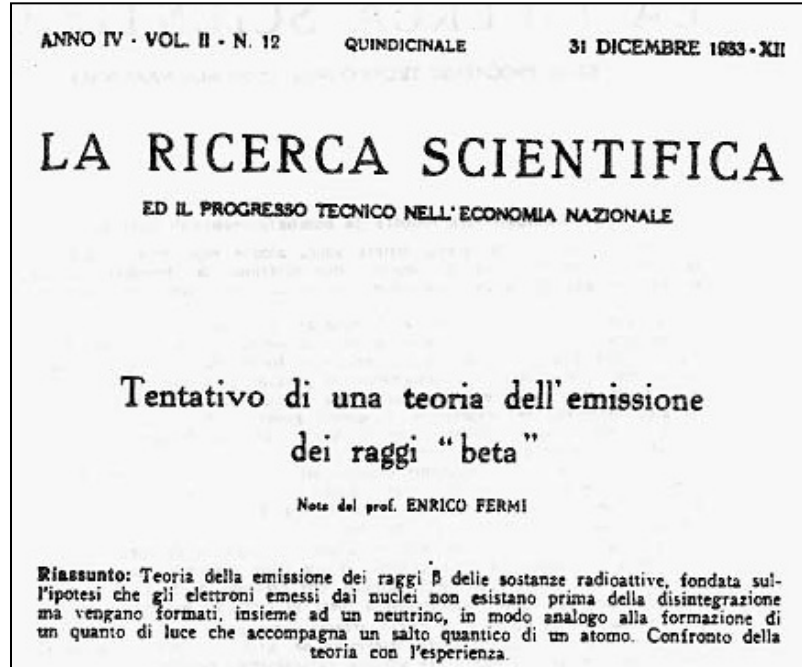 ANNO IV - VOL. II - N. 12 QUINDICINALE 31 DICEMBRE 1933-XII
LA RICERCA SCIENTIFICA
ED IL PROGRESSO TECNICO NELL'ECONOMIA NAZIONALE
Tentativo di una teoria dell'emissione
dei raggi “beta”
Note del prof. ENRICO FERMI
Riassunto: Teoria della emissione dei raggi β delle sostanze radioattive, fondata sul-
l'ipotesi che gli elettroni emessi dai nuclei non esistano prima della disintegrazione
ma vengano formati, insieme ad un neutrino, in modo analogo alla formazione di
un quanto di luce che accompagna un salto quantico di un atomo. Confronto della
teoria con l'esperienza.